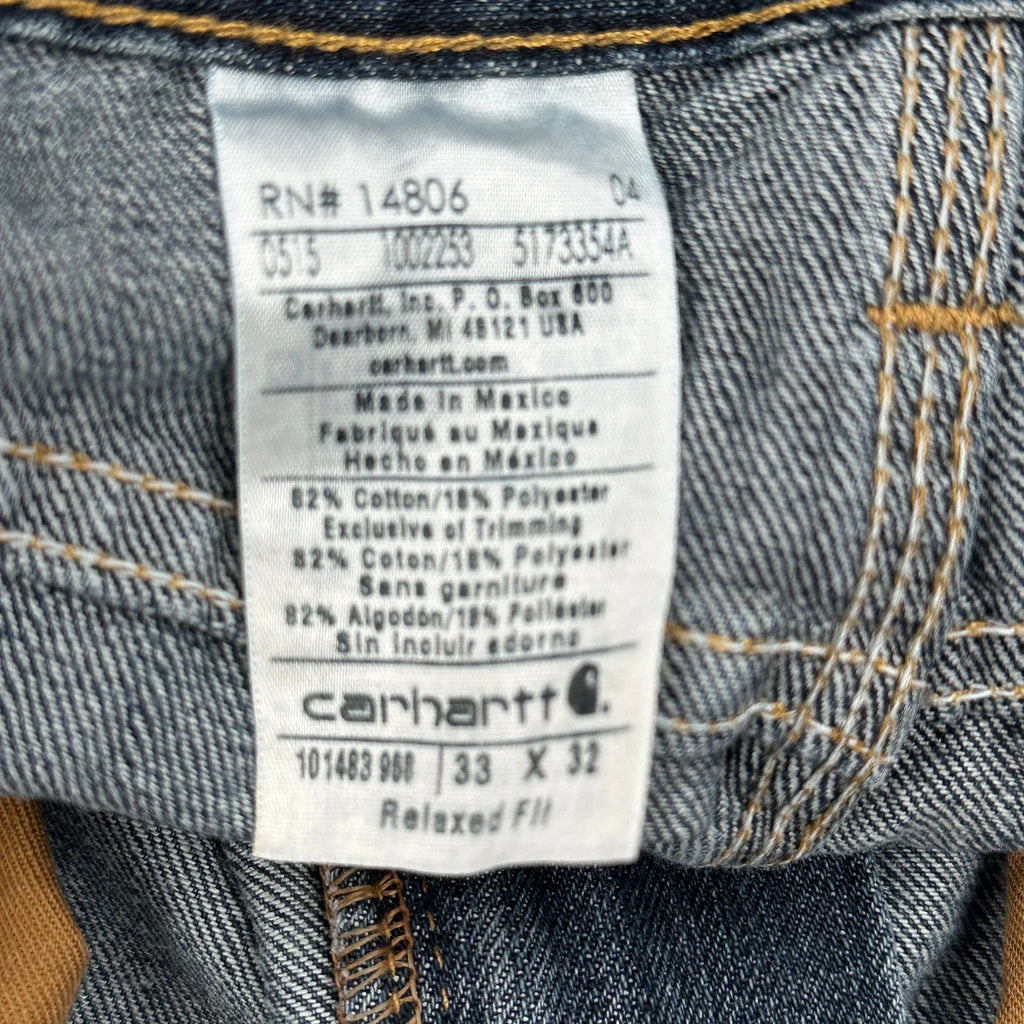 RN# 14806 04
0515 1002253 5173354A
Carhartt, Inc. P. O. Box 600
Dearborn, MI 48121 USA
carhartt.com
Made in Mexico
Fabriqué au Mexique
Hecho en México
82% Cotton/18% Polyester
Exclusive of Trimming
82% Coton/18% Polyester
Sans garniture
82% Algodón/18% Poliéster
Sin incluir adorno
carhartt
101483 968 33 X 32
Relaxed Fit